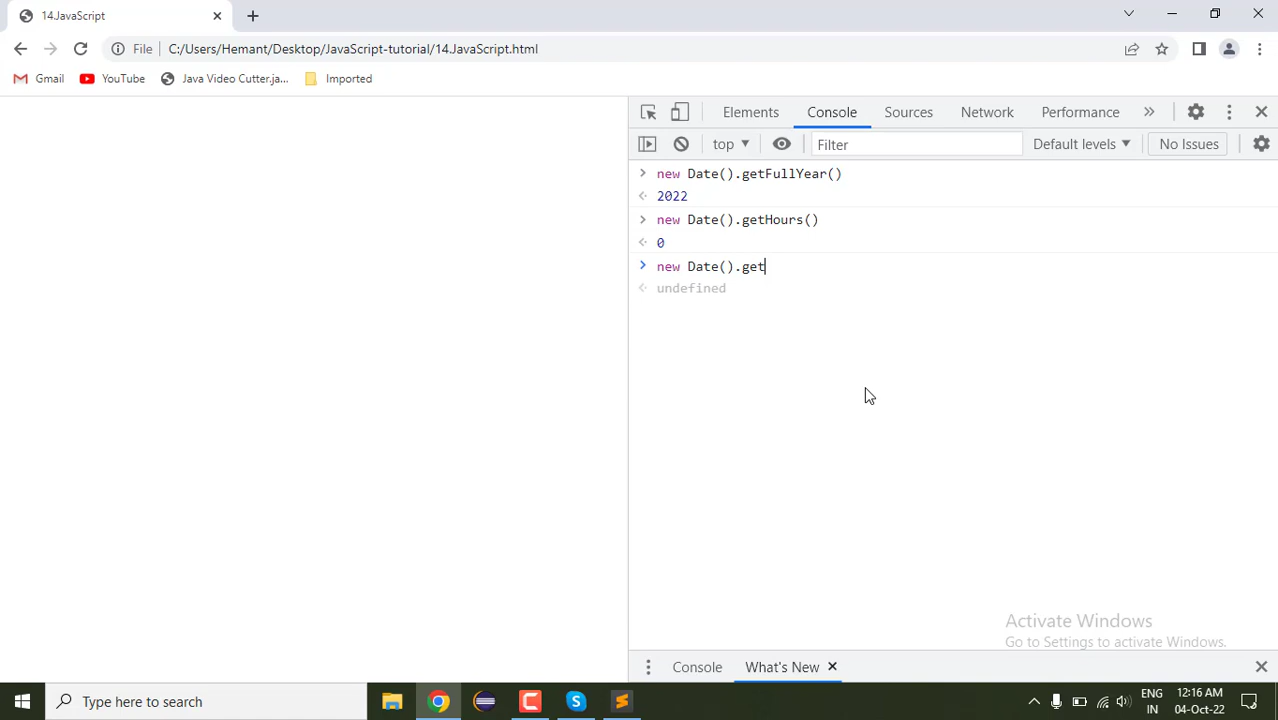 14.JavaScript
File C:/Users/Hemant/Desktop/JavaScript-tutorial/14.JavaScript.html
Gmail YouTube Java Video Cutter.ja... Imported
Elements Console Sources Network Performance
top Filter Default levels No Issues
new Date().getFullYear()
2022
new Date().getHours()
0
new Date().get
undefined
Activate Windows
Go to Settings to activate Windows.
Console What's New
Type here to search
ENG 12:16 AM
IN 04-Oct-22